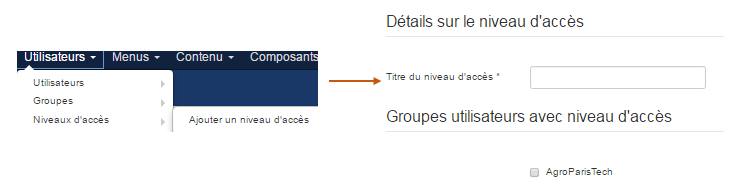 Utilisateurs Menus Contenu Composants
Utilisateurs
Groupes
Niveaux d'accès
Ajouter un niveau d'accès
Détails sur le niveau d'accès
Titre du niveau d'accès *
Groupes utilisateurs avec niveau d'accès
AgroParisTech